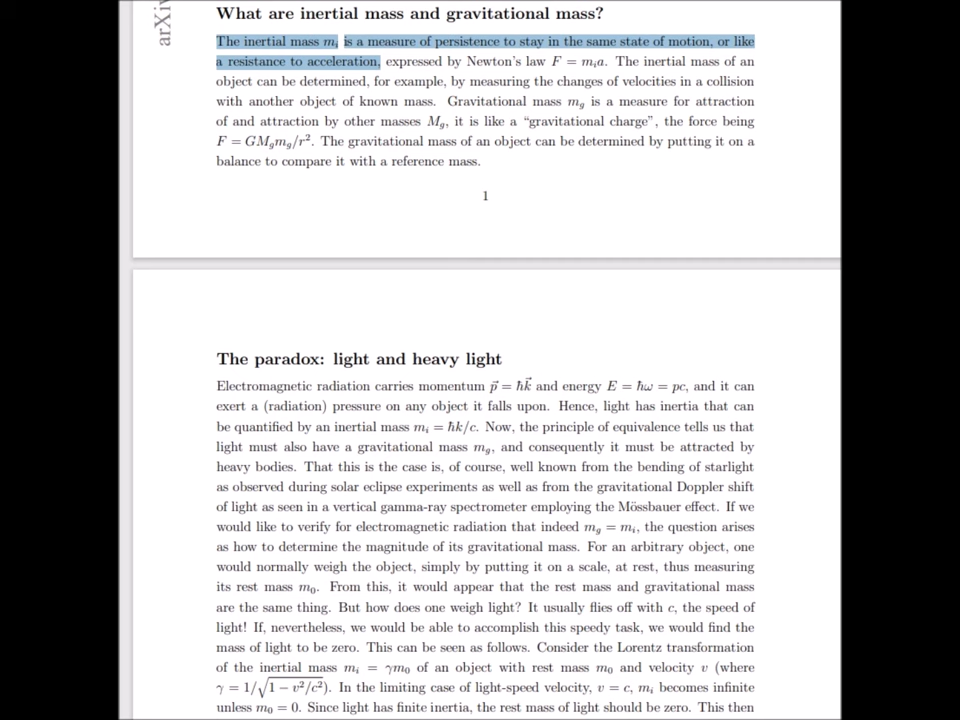 arXiv
What are inertial mass and gravitational mass?
The inertial mass mᵢ is a measure of persistence to stay in the same state of motion, or like
a resistance to acceleration, expressed by Newton's law F = mᵢa. The inertial mass of an
object can be determined, for example, by measuring the changes of velocities in a collision
with another object of known mass. Gravitational mass m_g is a measure for attraction
of and attraction by other masses M_g, it is like a “gravitational charge”, the force being
F = GM_gm_g/r². The gravitational mass of an object can be determined by putting it on a
balance to compare it with a reference mass.
1
The paradox: light and heavy light
Electromagnetic radiation carries momentum p⃗ = ħk⃗ and energy E = ħω = pc, and it can
exert a (radiation) pressure on any object it falls upon. Hence, light has inertia that can
be quantified by an inertial mass mᵢ = ħk/c. Now, the principle of equivalence tells us that
light must also have a gravitational mass m_g, and consequently it must be attracted by
heavy bodies. That this is the case is, of course, well known from the bending of starlight
as observed during solar eclipse experiments as well as from the gravitational Doppler shift
of light as seen in a vertical gamma-ray spectrometer employing the Mössbauer effect. If we
would like to verify for electromagnetic radiation that indeed m_g = mᵢ, the question arises
as how to determine the magnitude of its gravitational mass. For an arbitrary object, one
would normally weigh the object, simply by putting it on a scale, at rest, thus measuring
its rest mass m₀. From this, it would appear that the rest mass and gravitational mass
are the same thing. But how does one weigh light? It usually flies off with c, the speed of
light! If, nevertheless, we would be able to accomplish this speedy task, we would find the
mass of light to be zero. This can be seen as follows. Consider the Lorentz transformation
of the inertial mass mᵢ = γm₀ of an object with rest mass m₀ and velocity v (where
γ = 1/√(1 − v²/c²)). In the limiting case of light-speed velocity, v = c, mᵢ becomes infinite
unless m₀ = 0. Since light has finite inertia, the rest mass of light should be zero. This then